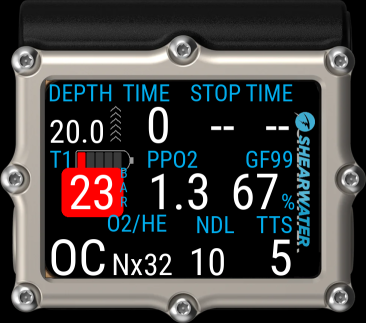 DEPTH TIME STOP TIME
20.0 0 -- --
T1 PPO2 GF99
23 BAR 1.3 67%
O2/HE NDL TTS
OC Nx32 10 5
SHEARWATER